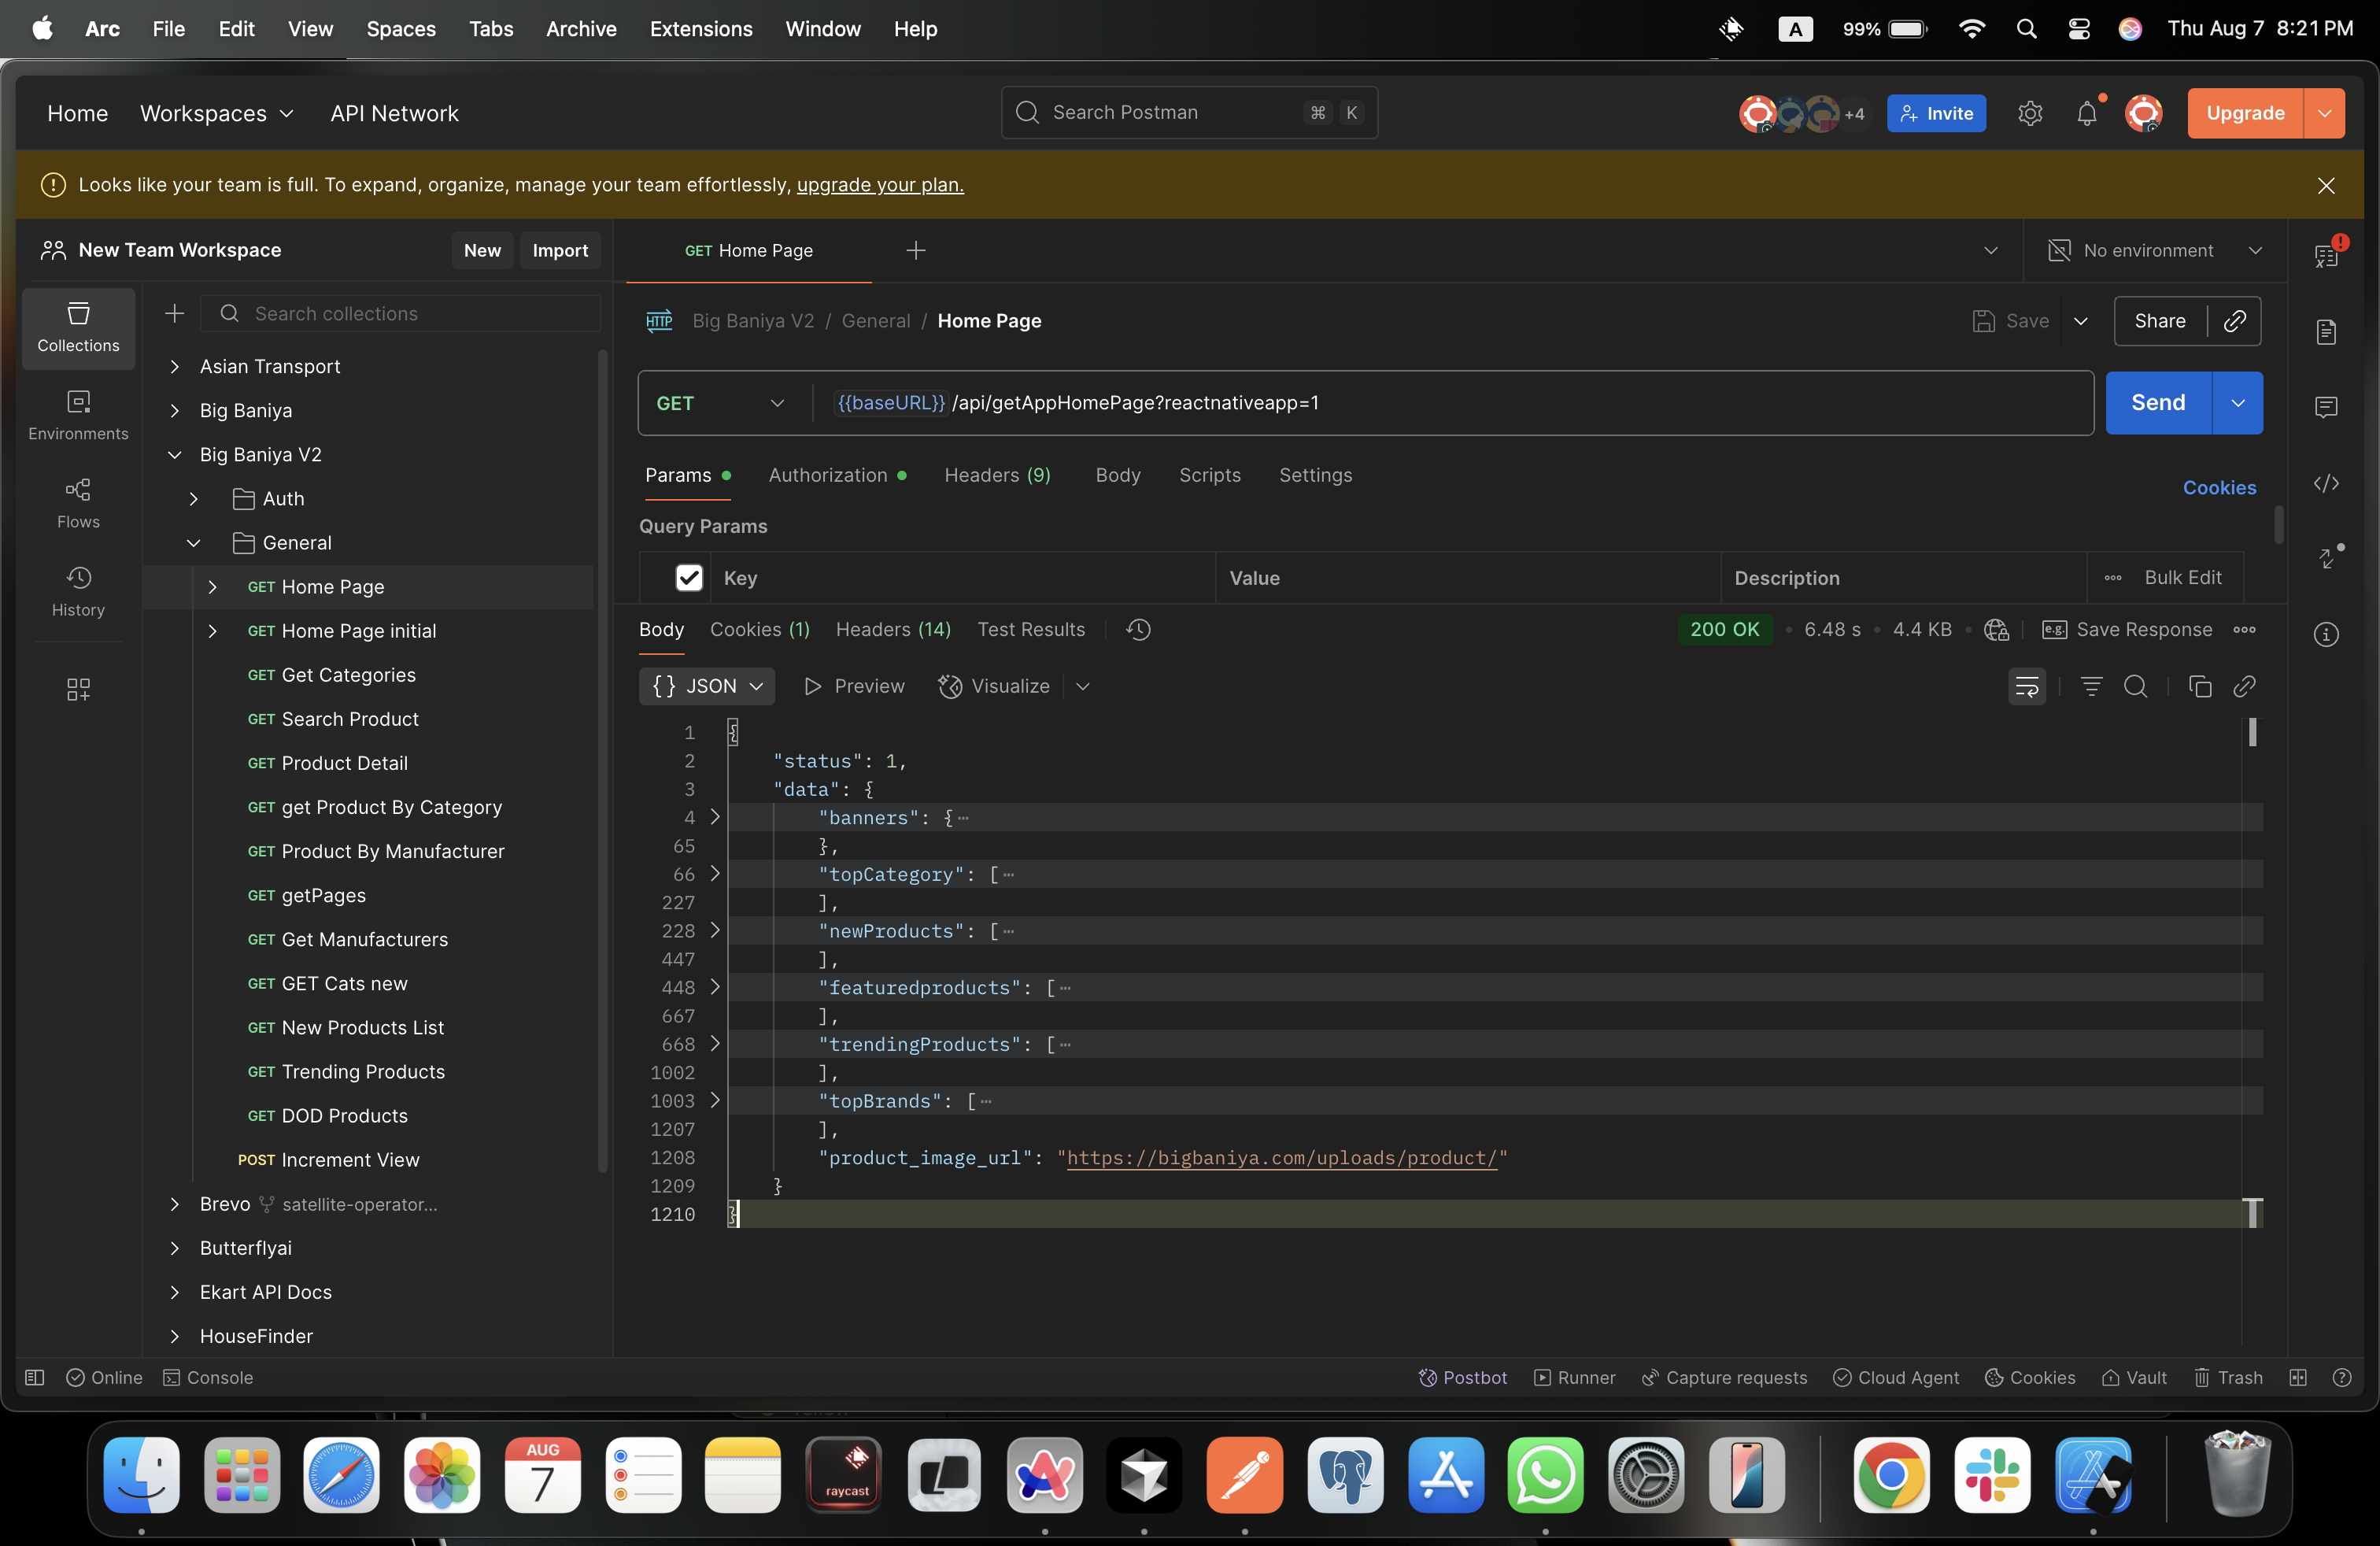 Arc File Edit View Spaces Tabs Archive Extensions Window Help A 99% Thu Aug 7 8:21 PM
Home Workspaces API Network Search Postman ⌘ K +4 Invite Upgrade
Looks like your team is full. To expand, organize, manage your team effortlessly, upgrade your plan.
New Team Workspace New Import
GET Home Page No environment
Collections
Environments
Flows
History
Search collections
Asian Transport
Big Baniya
Big Baniya V2
Auth
General
GET Home Page
GET Home Page initial
GET Get Categories
GET Search Product
GET Product Detail
GET get Product By Category
GET Product By Manufacturer
GET getPages
GET Get Manufacturers
GET GET Cats new
GET New Products List
GET Trending Products
GET DOD Products
POST Increment View
Brevo satellite-operator...
Butterflyai
Ekart API Docs
HouseFinder
HTTP Big Baniya V2 / General / Home Page Save Share
GET {{baseURL}} /api/getAppHomePage?reactnativeapp=1 Send
Params Authorization Headers (9) Body Scripts Settings Cookies
Query Params
Key Value Description Bulk Edit
Body Cookies (1) Headers (14) Test Results 200 OK 6.48 s 4.4 KB e.g. Save Response
{} JSON Preview Visualize
1 {
2 "status": 1,
3 "data": {
4 "banners": {
65 },
66 "topCategory": [
227 ],
228 "newProducts": [
447 ],
448 "featuredproducts": [
667 ],
668 "trendingProducts": [
1002 ],
1003 "topBrands": [
1207 ],
1208 "product_image_url": "https://bigbaniya.com/uploads/product/"
1209 }
1210 }
Online Console Postbot Runner Capture requests Cloud Agent Cookies Vault Trash
AUG
7
raycast